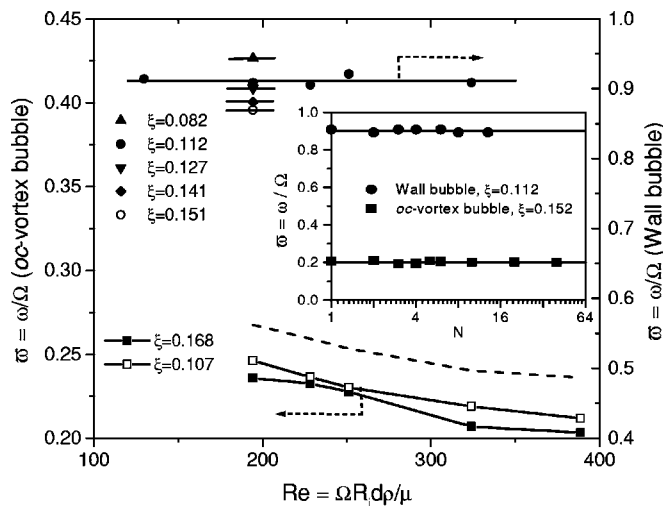 0.45
0.40
0.35
0.30
0.25
0.20
ϖ = ω/Ω (oc-vortex bubble)
1.0
0.9
0.8
0.7
0.6
0.5
0.4
ϖ = ω/Ω (Wall bubble)
ξ=0.082
ξ=0.112
ξ=0.127
ξ=0.141
ξ=0.151
ξ=0.168
ξ=0.107
1.0
0.8
0.6
0.4
0.2
0.0
ϖ = ω / Ω
Wall bubble, ξ=0.112
oc-vortex bubble, ξ=0.152
1 4 16 64
N
100 200 300 400
Re = ΩRᵢdρ/μ